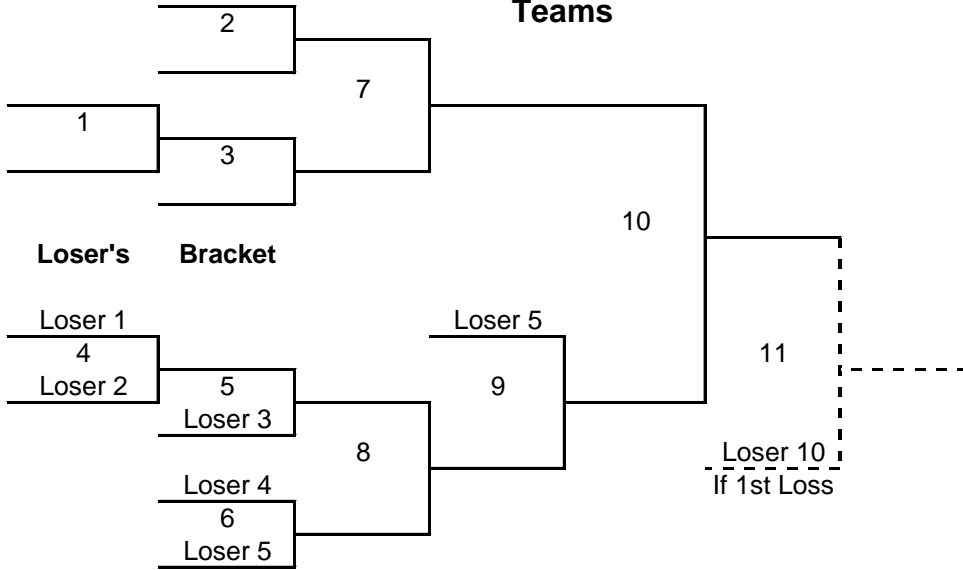 Teams
2
7
1
3
10
Loser's Bracket
Loser 1
Loser 5
4
11
Loser 2
5
9
Loser 3
8
Loser 10
Loser 4
If 1st Loss
6
Loser 5